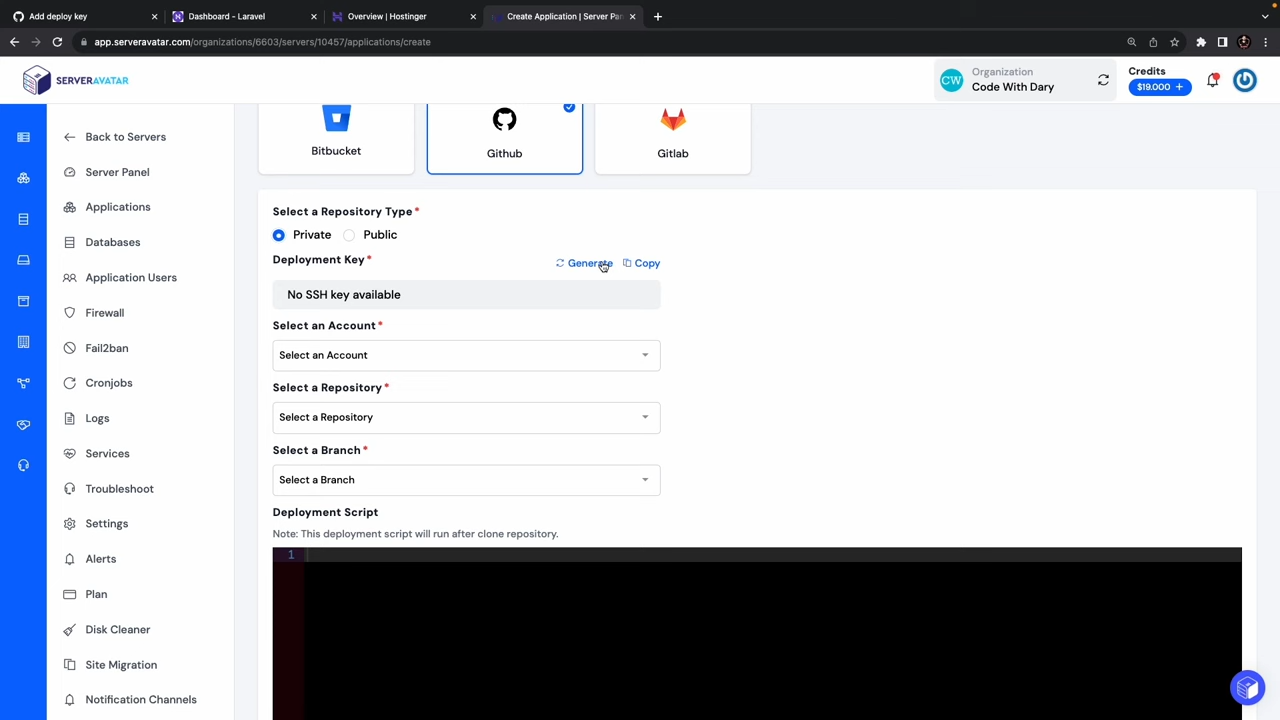 Add deploy key
Dashboard - Laravel
Overview | Hostinger
Create Application | Server Pan
app.serveravatar.com/organizations/6603/servers/10457/applications/create
SERVERAVATAR
CW
Organization
Code With Dary
Credits
$19.000 +
Back to Servers
Server Panel
Applications
Databases
Application Users
Firewall
Fail2ban
Cronjobs
Logs
Services
Troubleshoot
Settings
Alerts
Plan
Disk Cleaner
Site Migration
Notification Channels
Bitbucket
Github
Gitlab
Select a Repository Type*
Private
Public
Deployment Key*
Generate
Copy
No SSH key available
Select an Account*
Select an Account
Select a Repository*
Select a Repository
Select a Branch*
Select a Branch
Deployment Script
Note: This deployment script will run after clone repository.
1